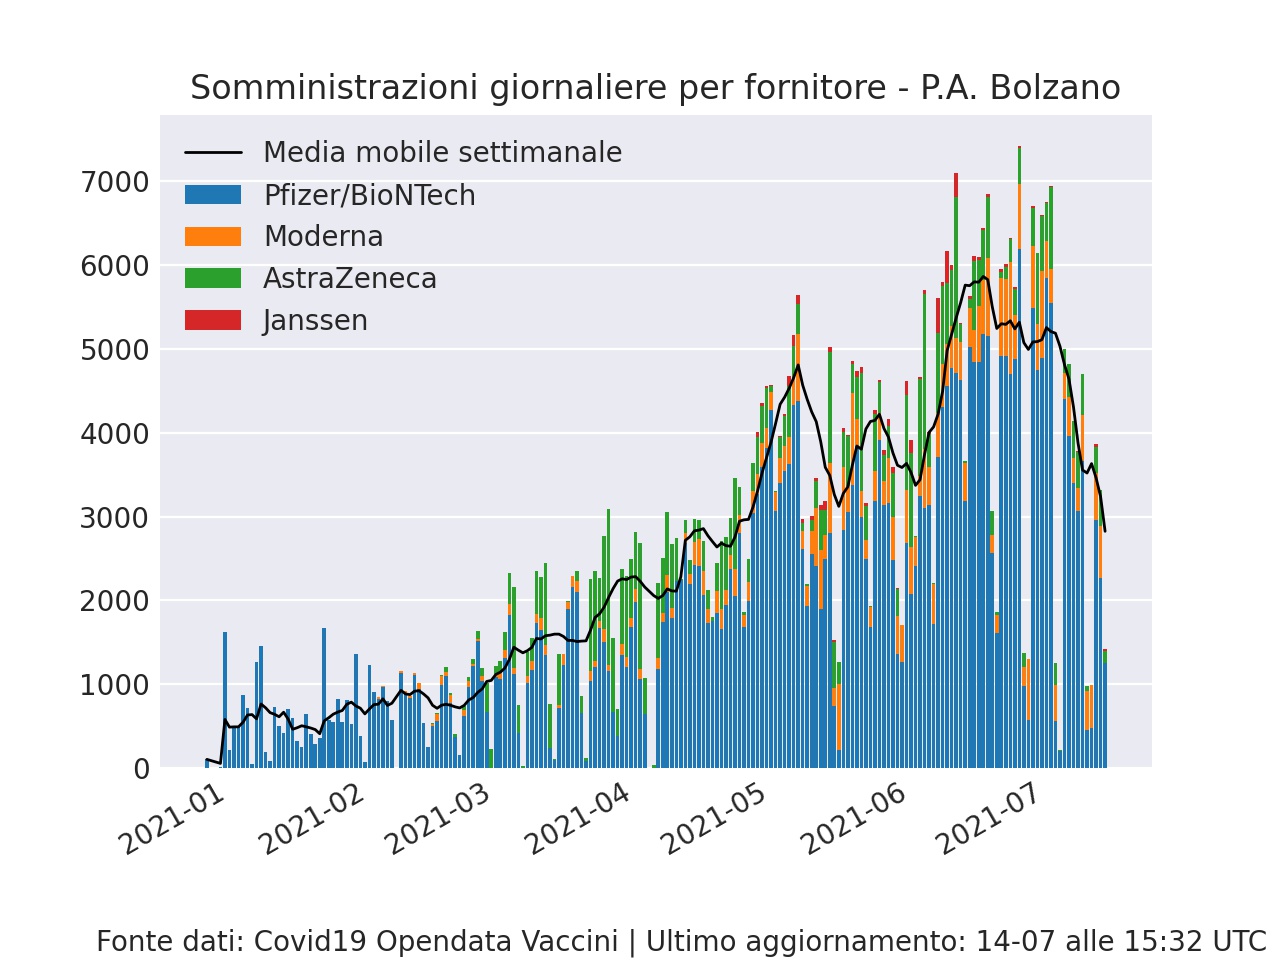 Somministrazioni giornaliere per fornitore - P.A. Bolzano
Media mobile settimanale
Pfizer/BioNTech
Moderna
AstraZeneca
Janssen
7000
6000
5000
4000
3000
2000
1000
0
2021-01
2021-02
2021-03
2021-04
2021-05
2021-06
2021-07
Fonte dati: Covid19 Opendata Vaccini | Ultimo aggiornamento: 14-07 alle 15:32 UTC